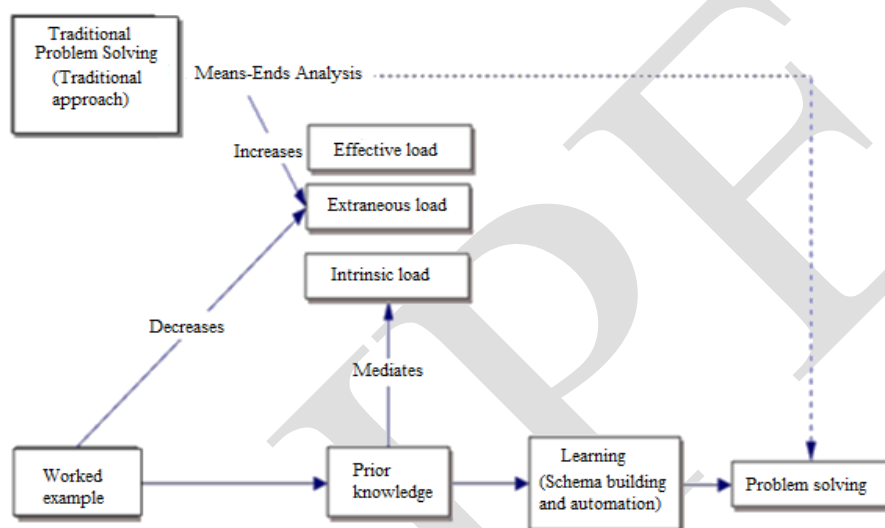 Traditional
Problem Solving
(Traditional
approach)
Means-Ends Analysis
Increases
Effective load
Extraneous load
Intrinsic load
Decreases
Mediates
Worked
example
Prior
knowledge
Learning
(Schema building
and automation)
Problem solving